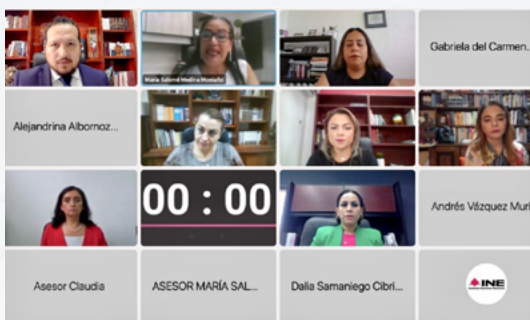 María Salomé Medina Montaño
Gabriela del Carmen...
Alejandrina Albornoz...
00 : 00
Andrés Vázquez Muri
Asesor Claudia
ASESOR MARÍA SAL...
Dalia Samaniego Cibri...
INE